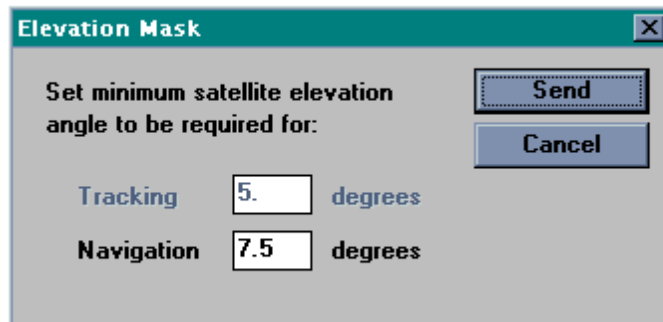 Elevation Mask
Set minimum satellite elevation
angle to be required for:
Send
Cancel
Tracking 5. degrees
Navigation 7.5 degrees